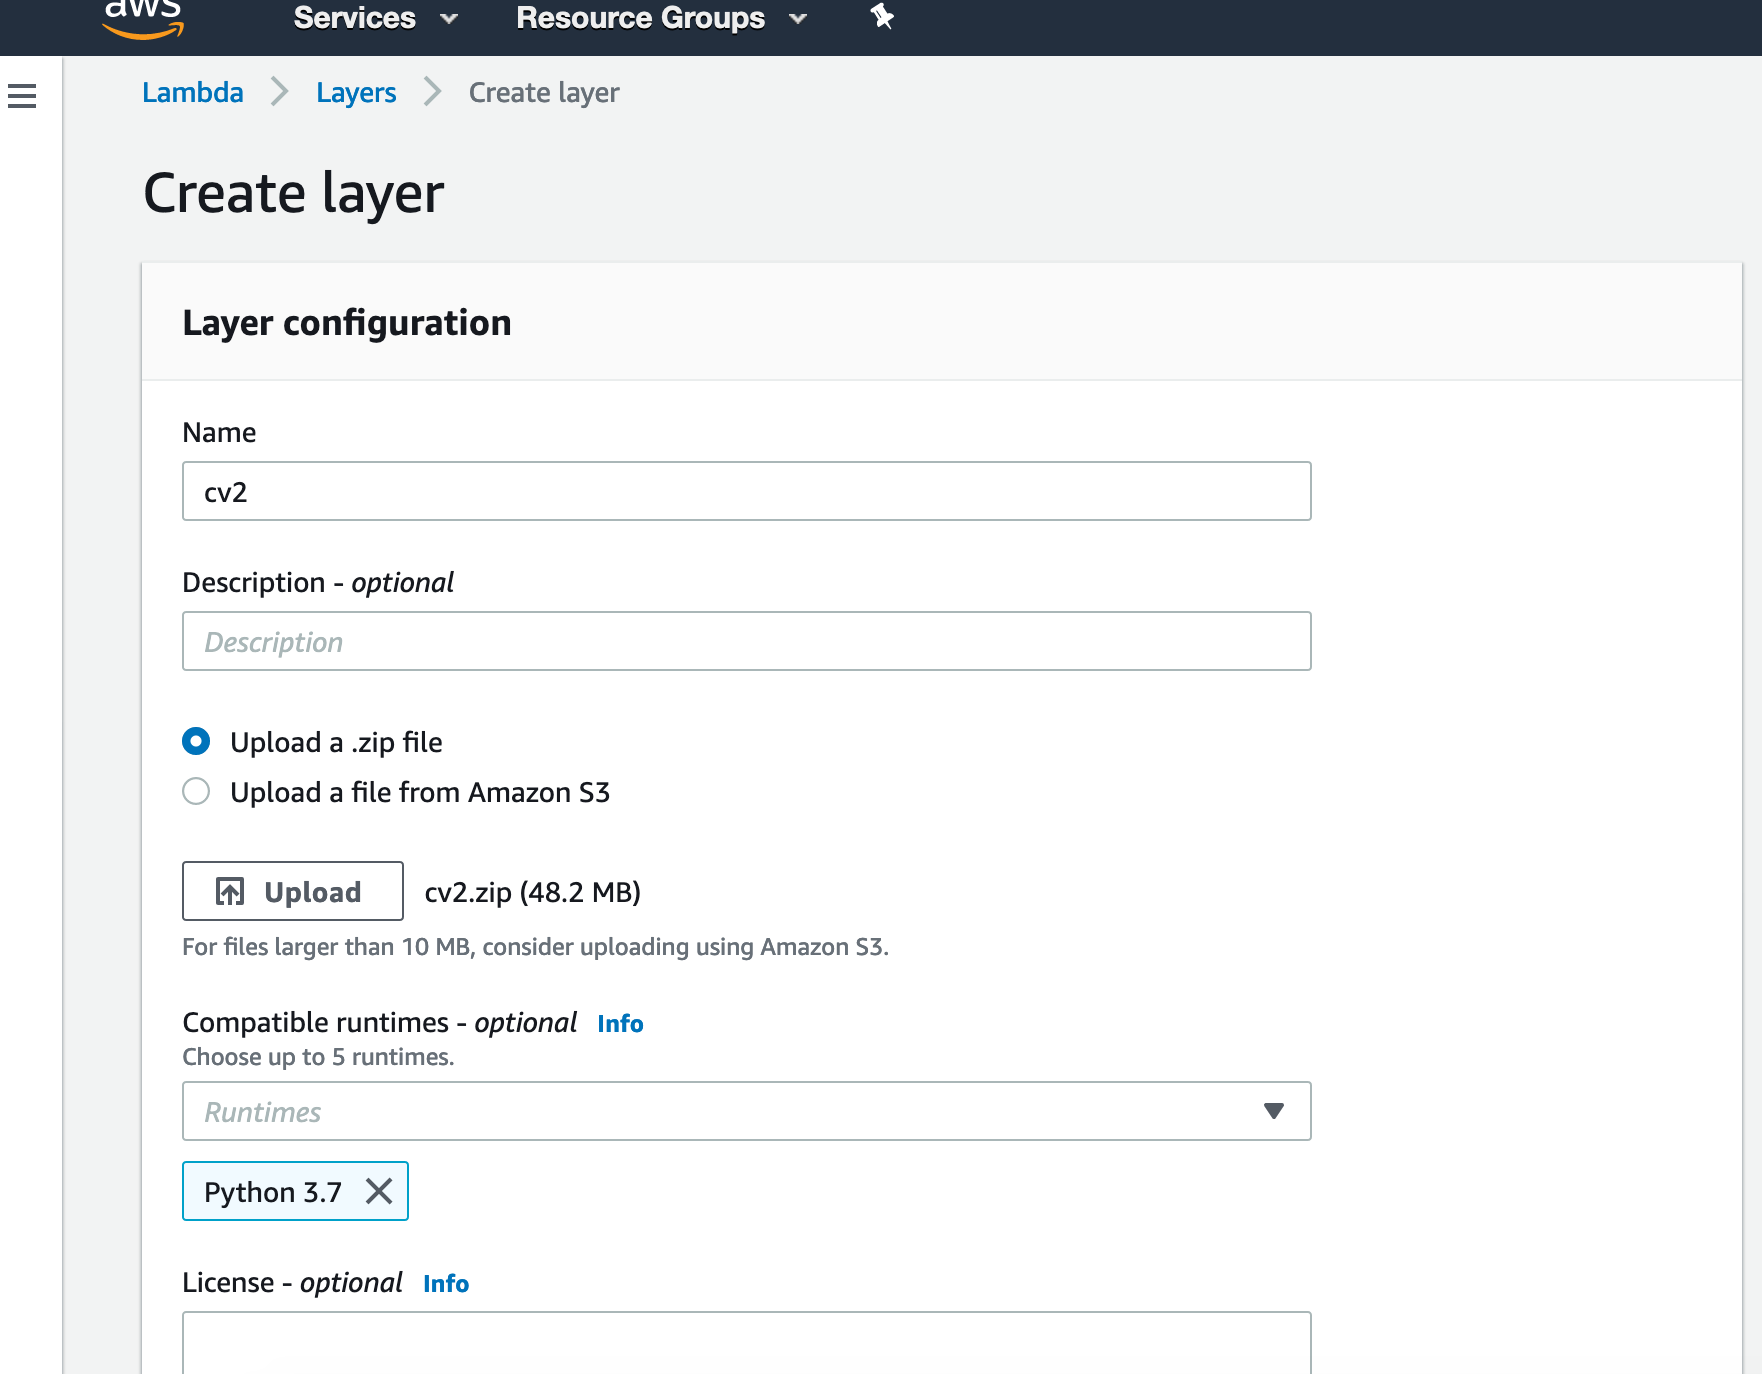 aws Services Resource Groups
Lambda Layers Create layer
Create layer
Layer configuration
Name
cv2
Description - optional
Description
Upload a .zip file
Upload a file from Amazon S3
Upload cv2.zip (48.2 MB)
For files larger than 10 MB, consider uploading using Amazon S3.
Compatible runtimes - optional Info
Choose up to 5 runtimes.
Runtimes
Python 3.7
License - optional Info